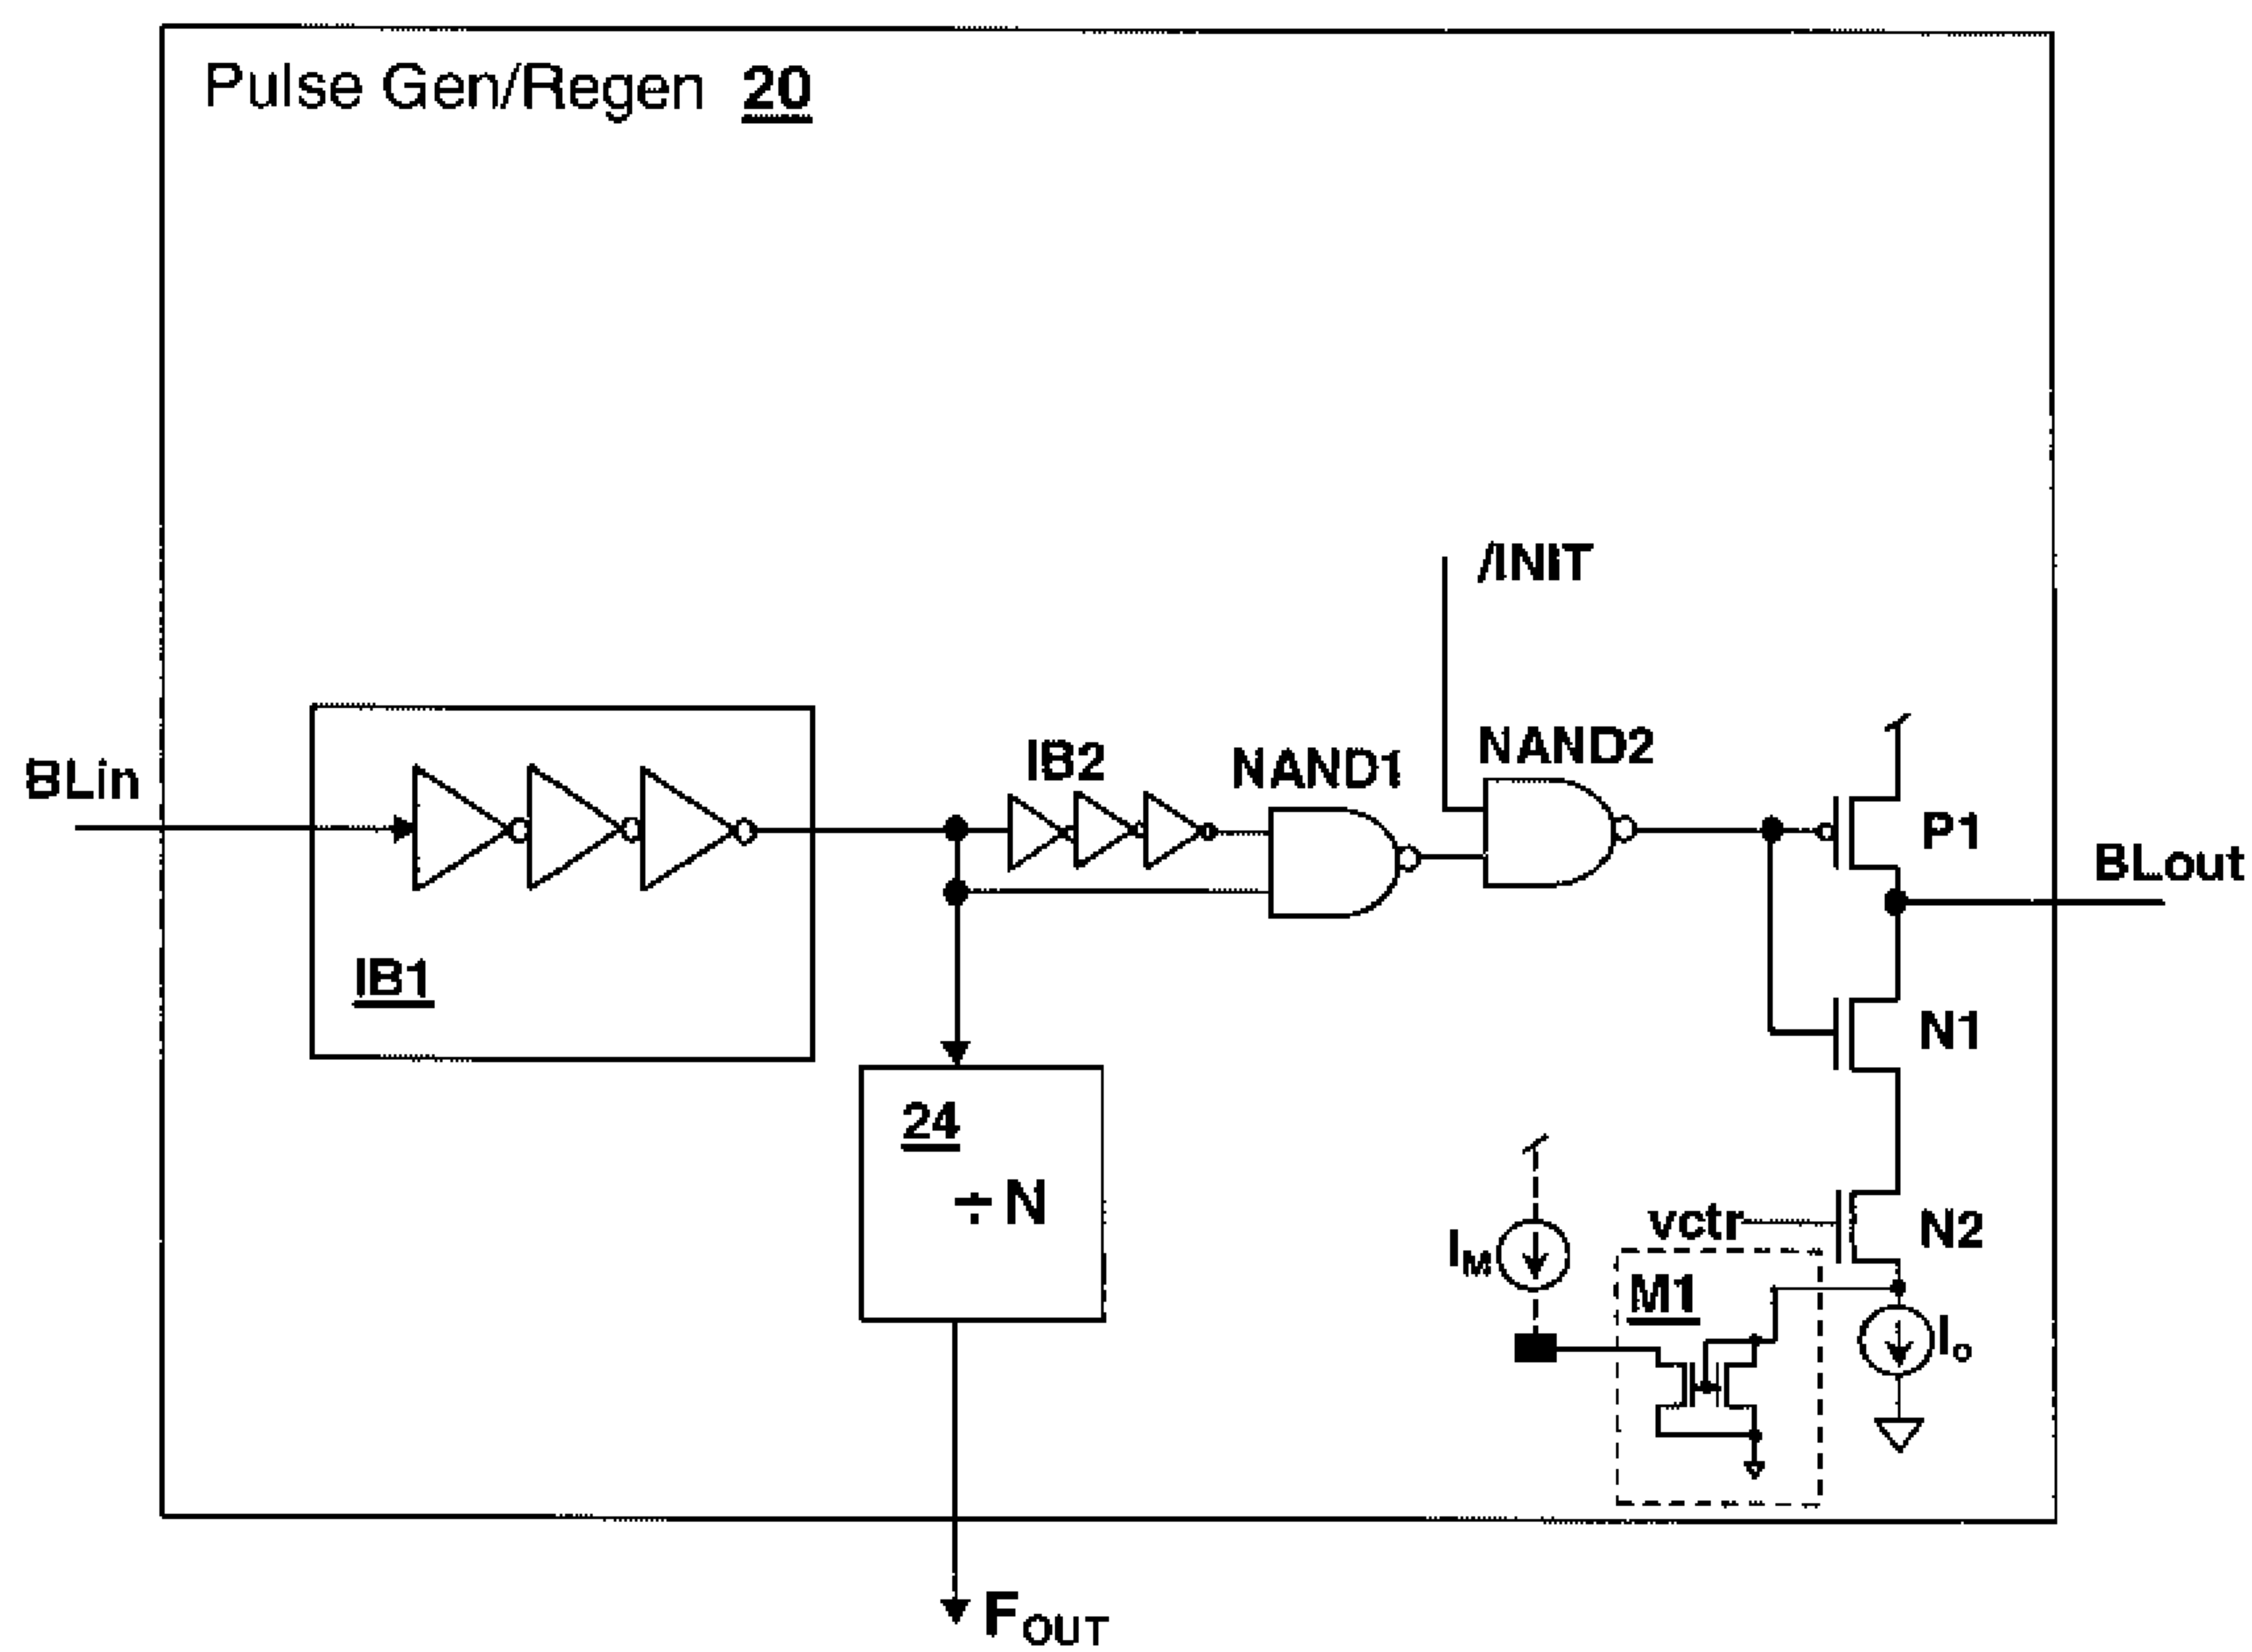 Pulse Gen/Regen 20
/INIT
BLin
IB1
IB2
NAND1
NAND2
P1
BLout
N1
24
÷N
vctr
N2
IM
M1
Io
FOUT